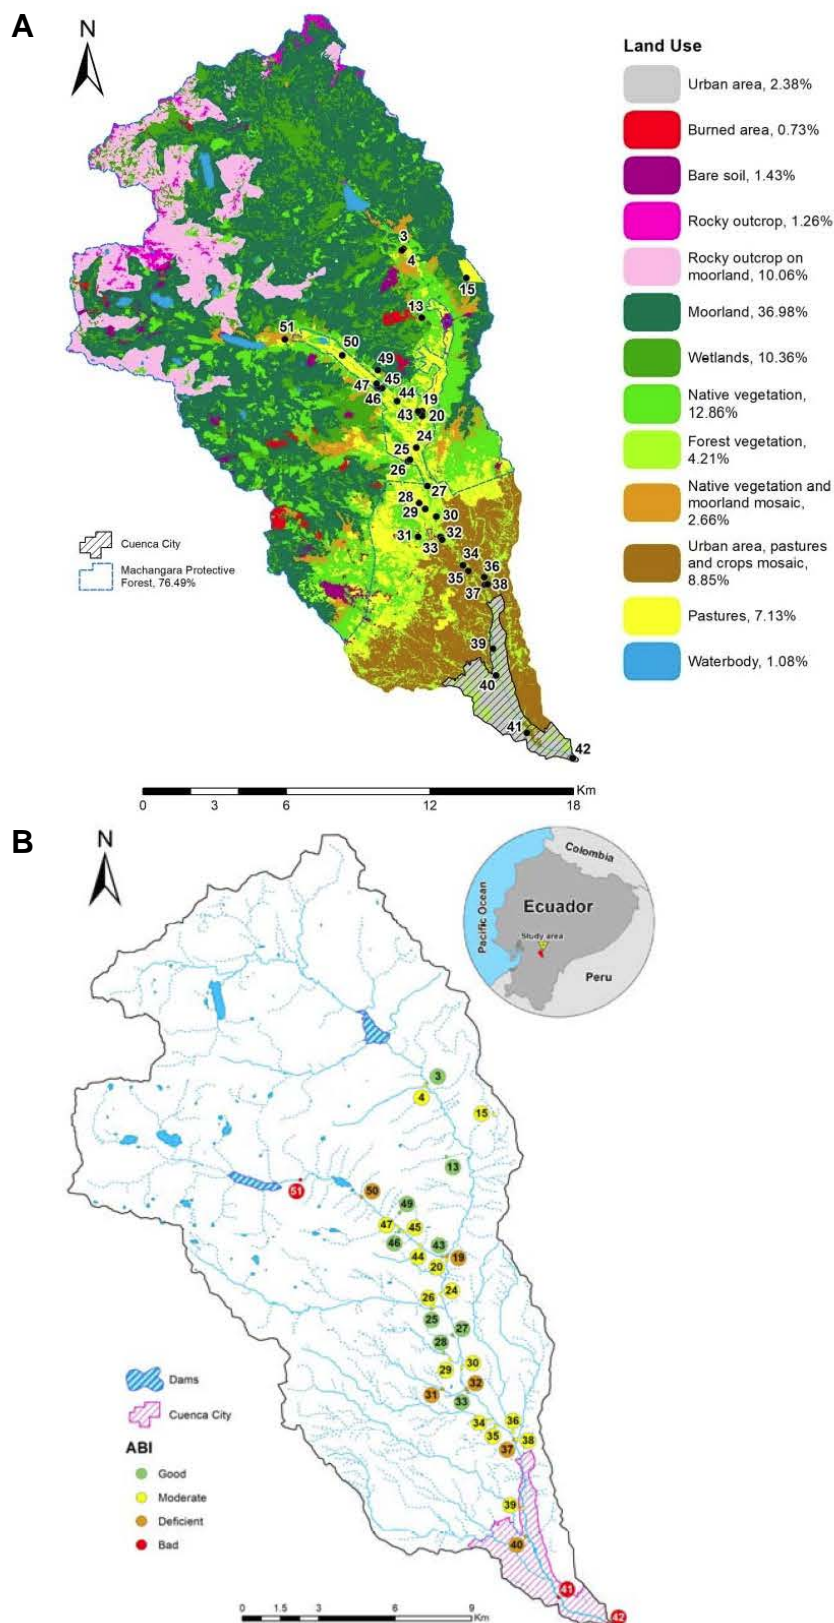 A
N
Land Use
Urban area, 2.38%
Burned area, 0.73%
Bare soil, 1.43%
Rocky outcrop, 1.26%
Rocky outcrop on
moorland, 10.06%
Moorland, 36.98%
Wetlands, 10.36%
Native vegetation,
12.86%
Forest vegetation,
4.21%
Native vegetation and
moorland mosaic,
2.66%
Urban area, pastures
and crops mosaic,
8.85%
Pastures, 7.13%
Waterbody, 1.08%
3
4
15
13
51
50
49
47
45
46
44
19
43
20
24
25
26
27
28
29
30
31
32
33
34
35
36
37
38
39
40
41
42
Cuenca City
Machangara Protective
Forest, 76.49%
0 3 6 12 18 Km
B
N
Colombia
Pacific Ocean
Ecuador
Study area
Peru
3
4
15
13
51
50
49
47
45
46
43
44
19
20
24
26
25
27
28
29
30
31
32
33
34
36
35
38
37
39
40
41
42
Dams
Cuenca City
ABI
Good
Moderate
Deficient
Bad
0 1.5 3 6 9 Km